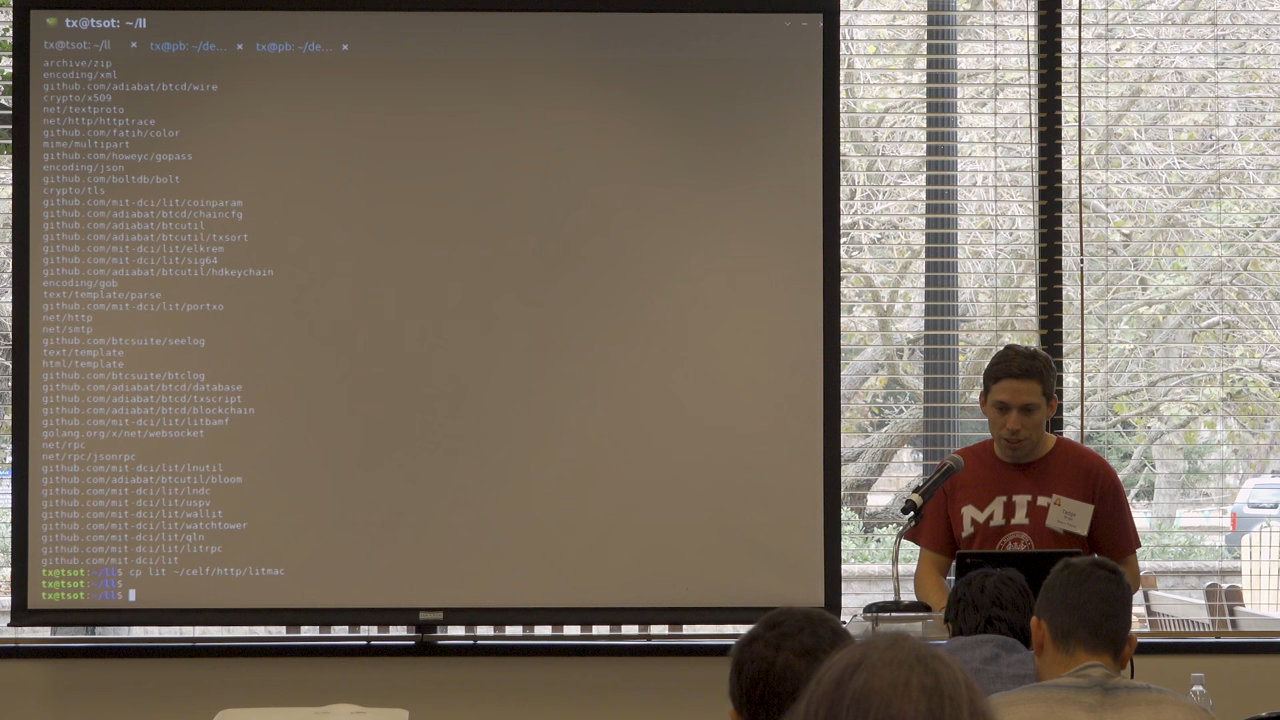 tx@tsot: ~/ll
tx@tsot: ~/ll × tx@pb: ~/de... × tx@pb: ~/de... ×
archive/zip
encoding/xml
github.com/adiabat/btcd/wire
crypto/x509
net/textproto
net/http/httptrace
github.com/fatih/color
mime/multipart
github.com/howeyc/gopass
encoding/json
github.com/boltdb/bolt
crypto/tls
github.com/mit-dci/lit/coinparam
github.com/adiabat/btcd/chaincfg
github.com/adiabat/btcutil
github.com/adiabat/btcutil/txsort
github.com/mit-dci/lit/elkrem
github.com/mit-dci/lit/sig64
github.com/adiabat/btcutil/hdkeychain
encoding/gob
text/template/parse
github.com/mit-dci/lit/portxo
net/http
net/smtp
github.com/btcsuite/seelog
text/template
html/template
github.com/btcsuite/btclog
github.com/adiabat/btcd/database
github.com/adiabat/btcd/txscript
github.com/adiabat/btcd/blockchain
github.com/mit-dci/lit/litbamf
golang.org/x/net/websocket
net/rpc
net/rpc/jsonrpc
github.com/mit-dci/lit/lnutil
github.com/adiabat/btcutil/bloom
github.com/mit-dci/lit/lndc
github.com/mit-dci/lit/uspv
github.com/mit-dci/lit/wallit
github.com/mit-dci/lit/watchtower
github.com/mit-dci/lit/qln
github.com/mit-dci/lit/litrpc
github.com/mit-dci/lit
tx@tsot:~/ll$ cp lit ~/celf/http/litmac
tx@tsot:~/ll$
tx@tsot:~/ll$
MIT